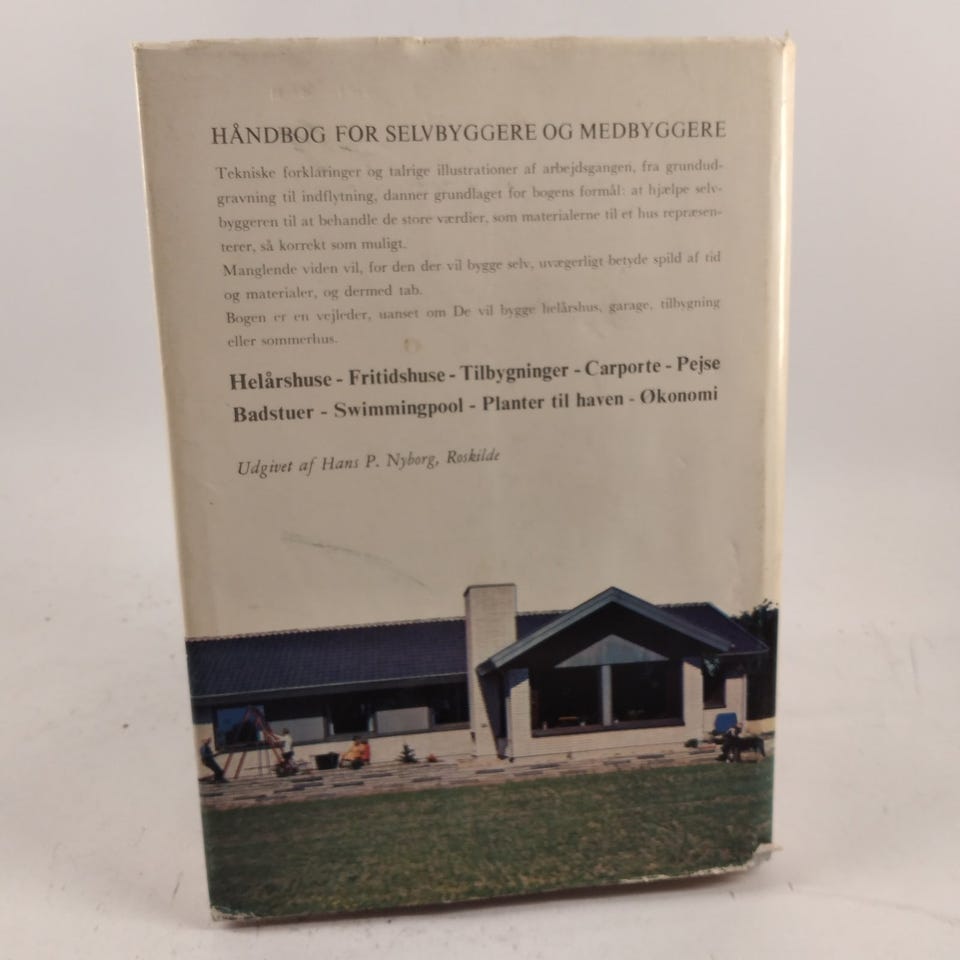 HÅNDBOG FOR SELVBYGGERE OG MEDBYGGERE
Tekniske forklaringer og talrige illustrationer af arbejdsgangen, fra grundud-
gravning til indflytning, danner grundlaget for bogens formål: at hjælpe selv-
byggeren til at behandle de store værdier, som materialerne til et hus repræsen-
terer, så korrekt som muligt.
Manglende viden vil, for den der vil bygge selv, uvægerligt betyde spild af tid
og materialer, og dermed tab.
Bogen er en vejleder, uanset om De vil bygge helårshus, garage, tilbygning
eller sommerhus.
Helårshuse - Fritidshuse - Tilbygninger - Carporte - Pejse
Badstuer - Swimmingpool - Planter til haven - Økonomi
Udgivet af Hans P. Nyborg, Roskilde